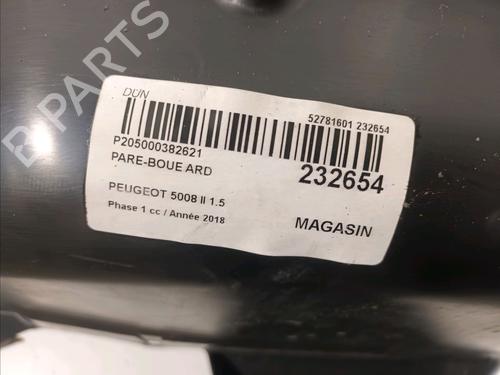 B-PARTS
DUN
52781601 232654
P205000382621
PARE-BOUE ARD
232654
PEUGEOT 5008 II 1.5
Phase 1 cc / Année 2018
MAGASIN